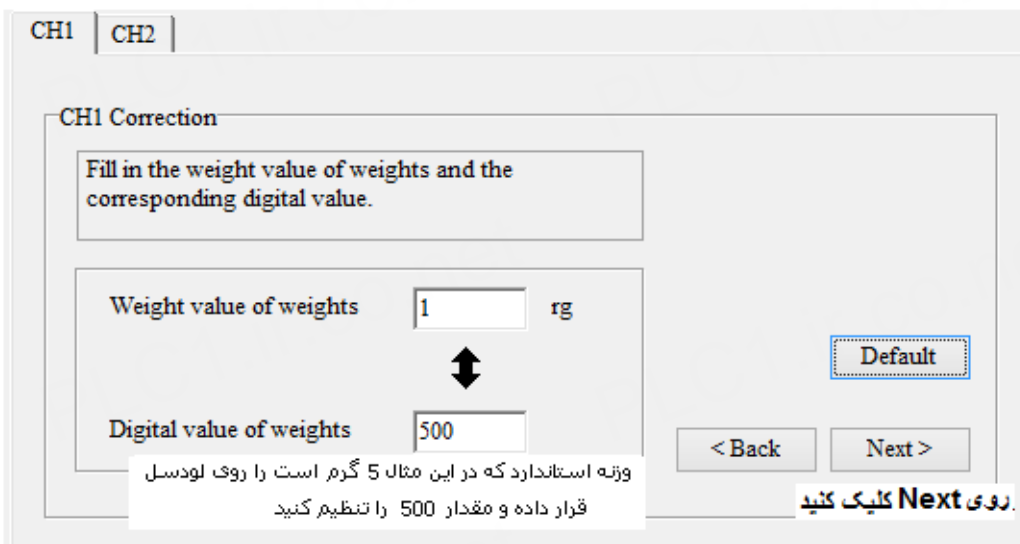 CH1
CH2
CH1 Correction
Fill in the weight value of weights and the
corresponding digital value.
Weight value of weights 1 rg
Default
Digital value of weights 500
< Back Next >
وزنه استاندارد که در این مثال 5 گرم است را روی لودسل
قرار داده و مقدار 500 را تنظیم کنید
روی Next کلیک کنید.